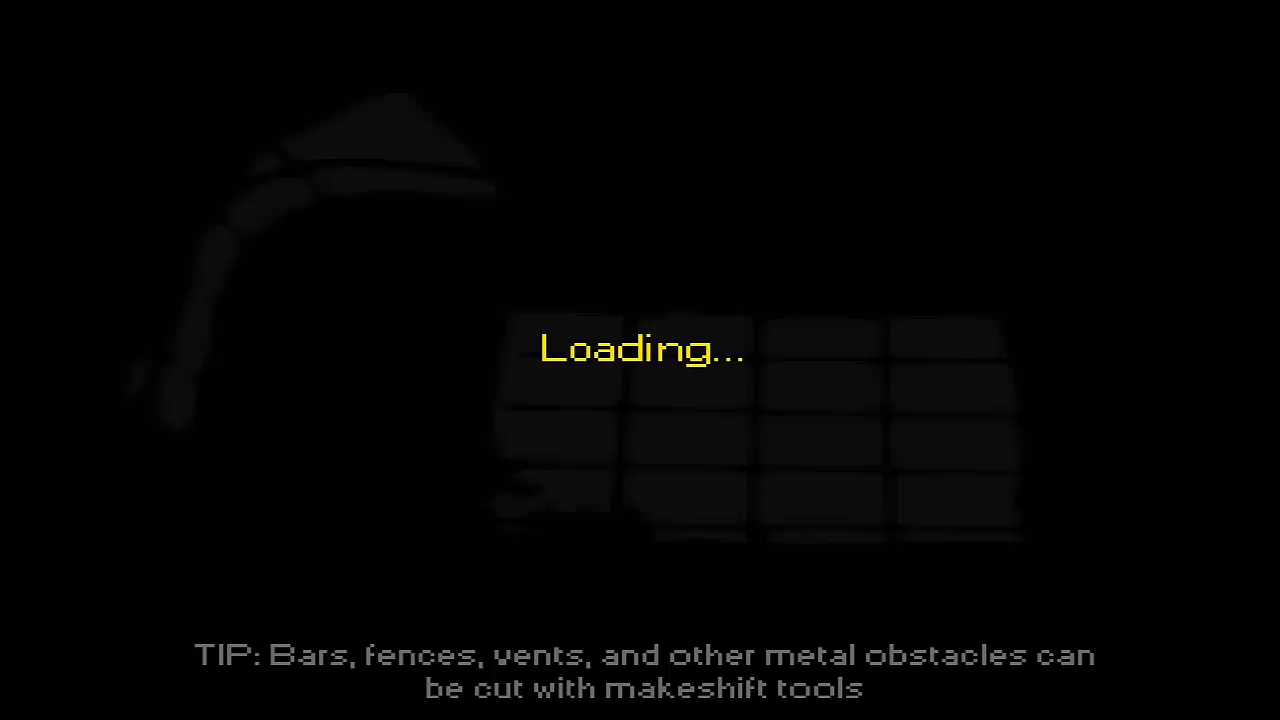 Loading...
TIP: Bars, fences, vents, and other metal obstacles can
be cut with makeshift tools